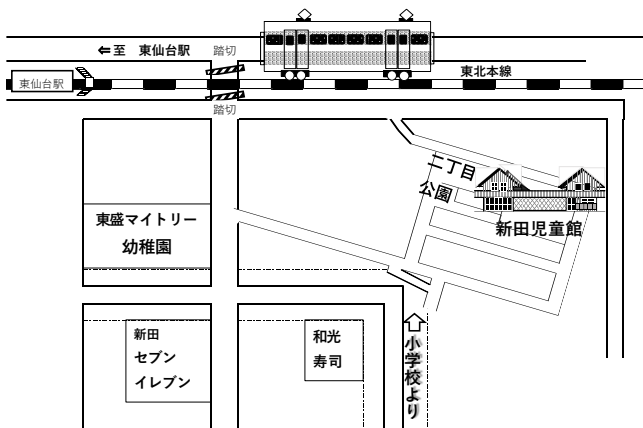 ⇐至 東仙台駅
踏切
東北本線
東仙台駅
踏切
二丁目
公園
新田児童館
東盛マイトリー
幼稚園
新田
セブン
イレブン
和光
寿司
小学校より